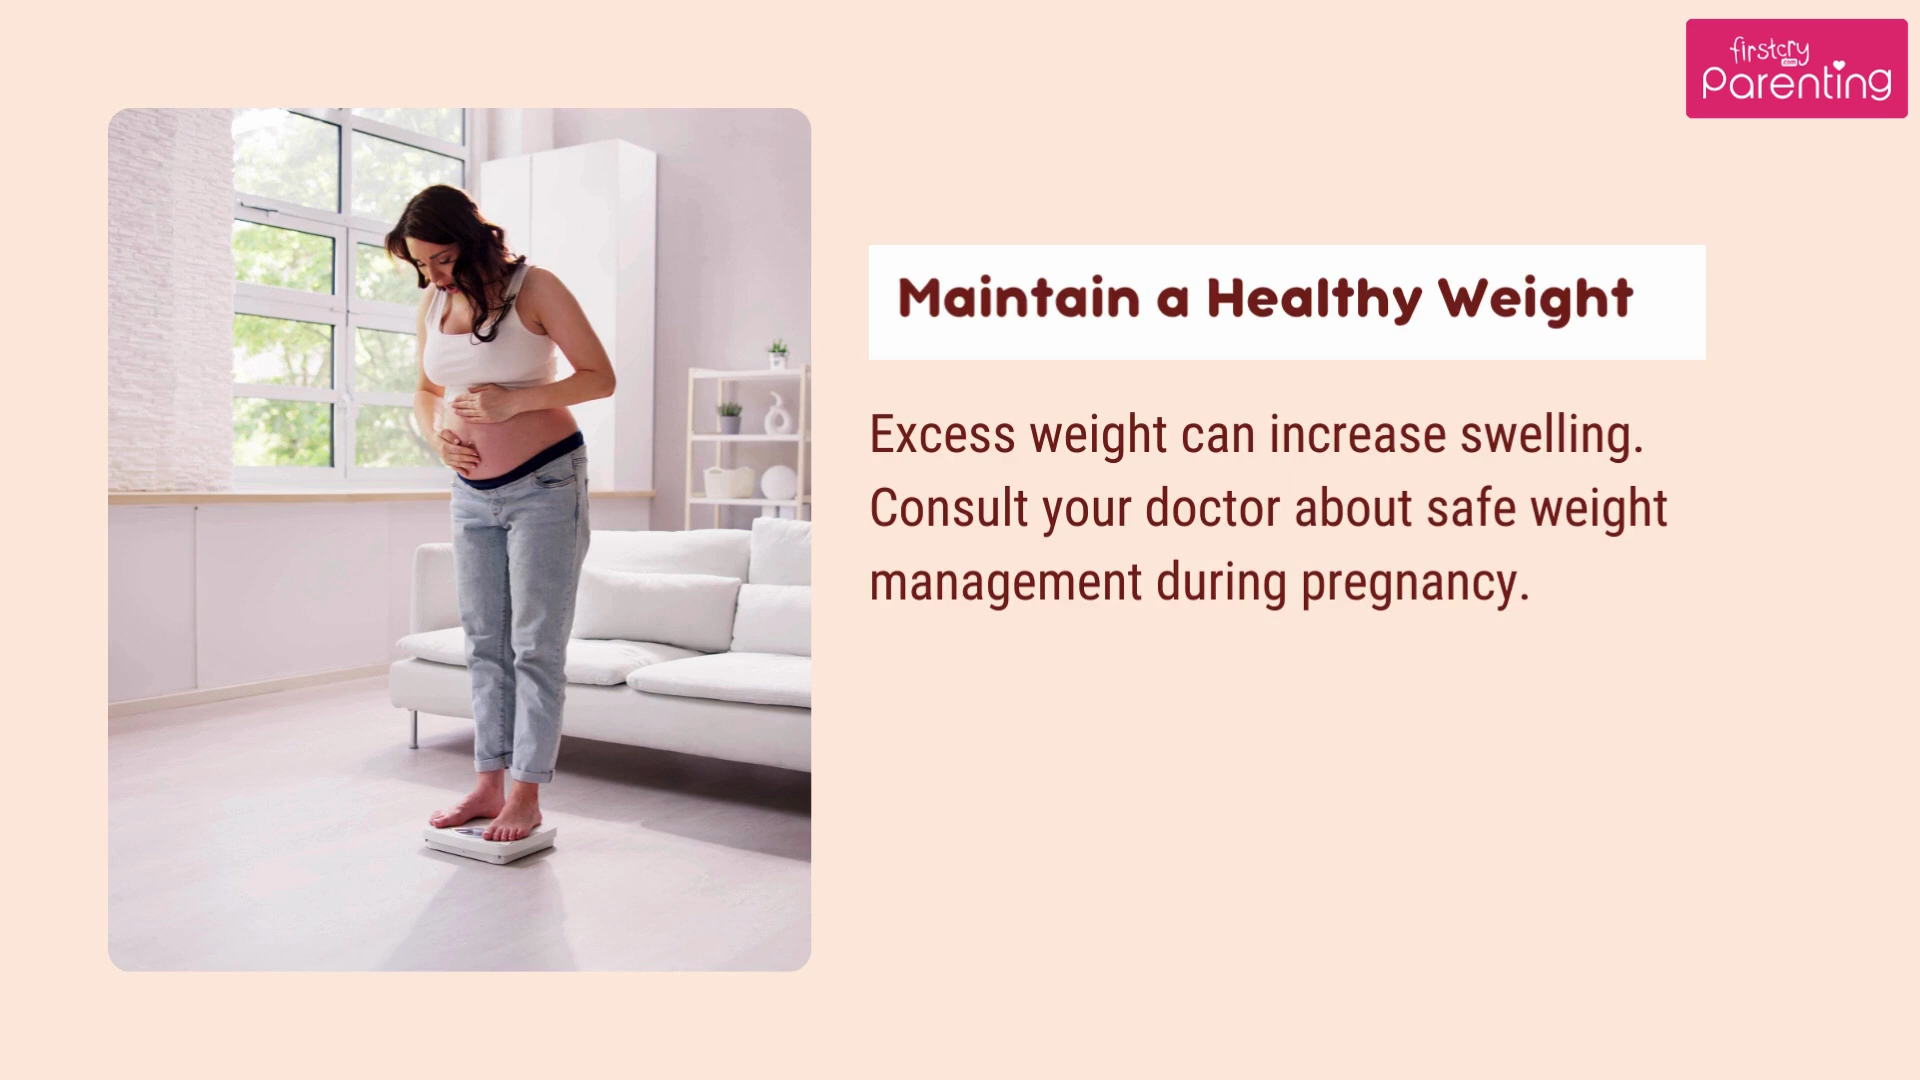 firstcry
.com
Parenting
Maintain a Healthy Weight
Excess weight can increase swelling.
Consult your doctor about safe weight
management during pregnancy.